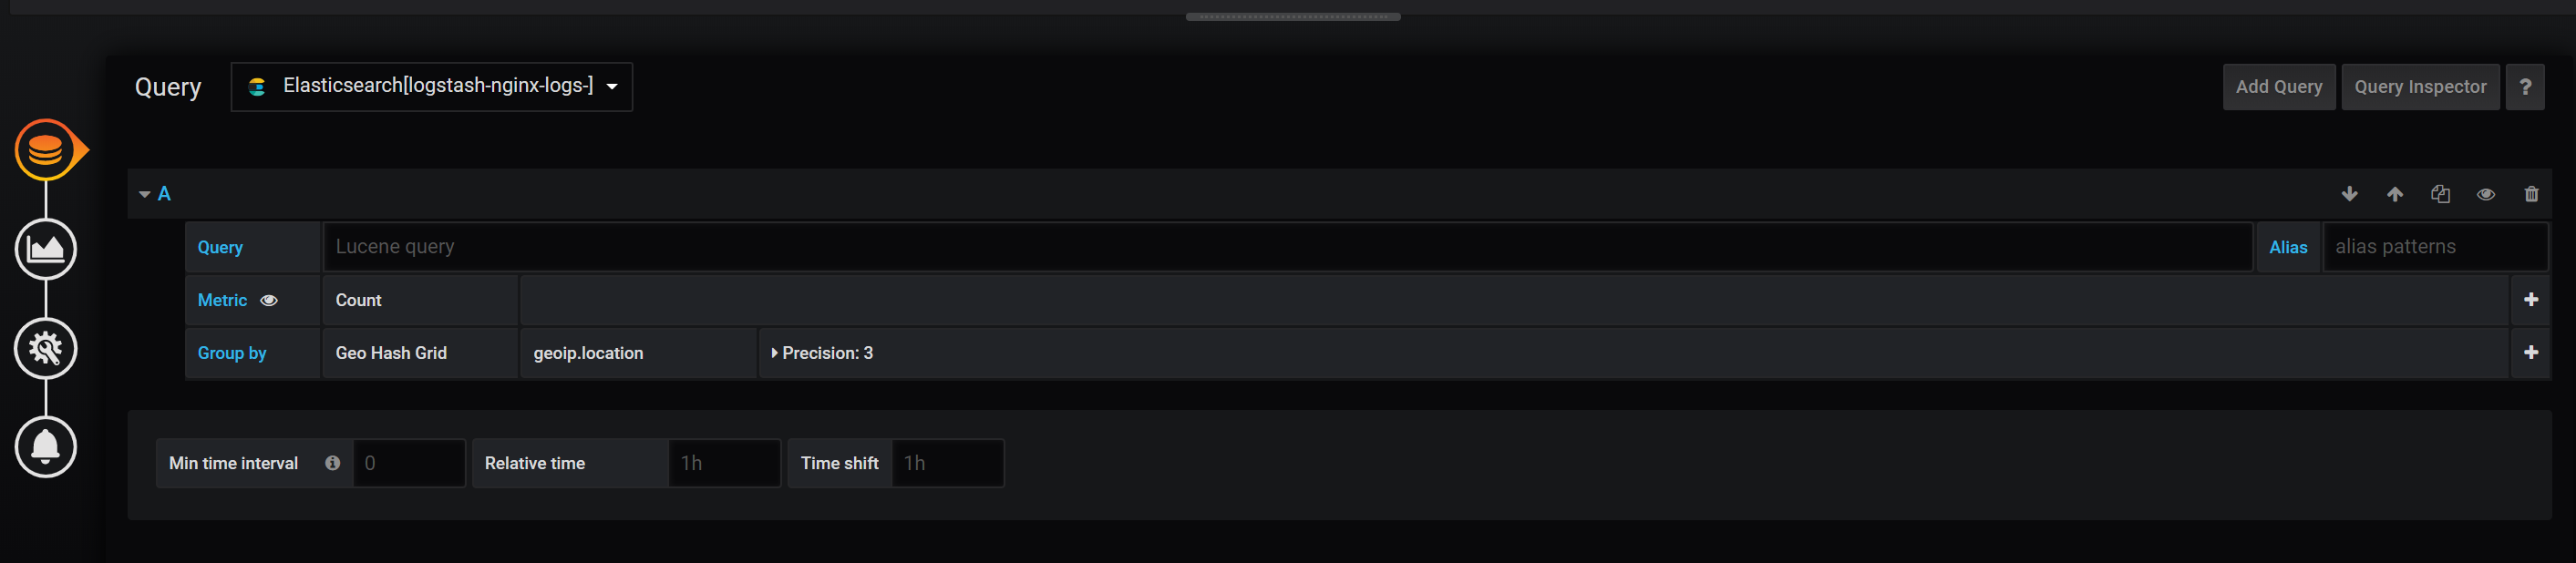 Query Elasticsearch[logstash-nginx-logs-] Add Query Query Inspector ?
A
Query Lucene query Alias alias patterns
Metric Count
Group by Geo Hash Grid geoip.location Precision: 3
Min time interval 0 Relative time 1h Time shift 1h